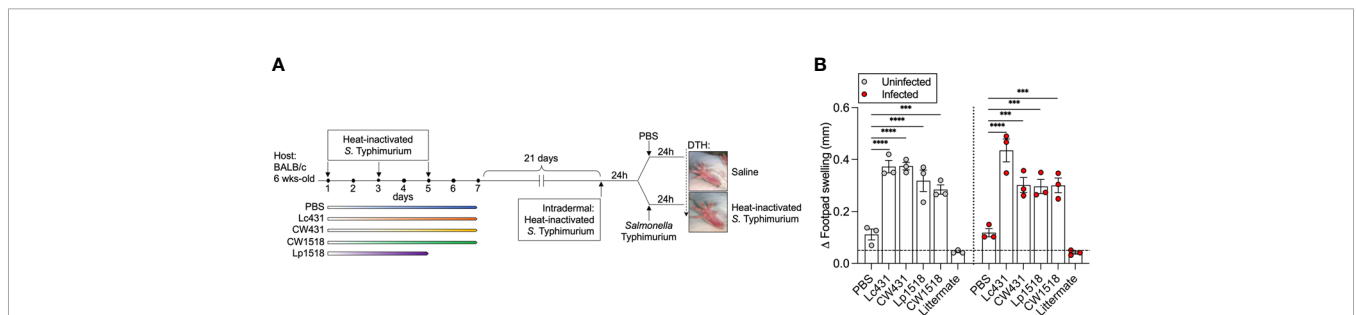 A
Heat-inactivated
S. Typhimurium
Host:
BALB/c
6 wks-old
1 2 3 4 5 6 7
days
PBS
Lc431
CW431
CW1518
Lp1518
21 days
Intradermal:
Heat-inactivated
S. Typhimurium
24h
PBS
24h
24h
Salmonella
Typhimurium
DTH:
Saline
Heat-inactivated
S. Typhimurium
B
Uninfected
Infected
Δ Footpad swelling (mm)
0.6
0.4
0.2
0.0
***
****
****
****
***
***
***
****
PBS
Lc431
CW431
Lp1518
CW1518
Littermate
PBS
Lc431
CW431
Lp1518
CW1518
Littermate